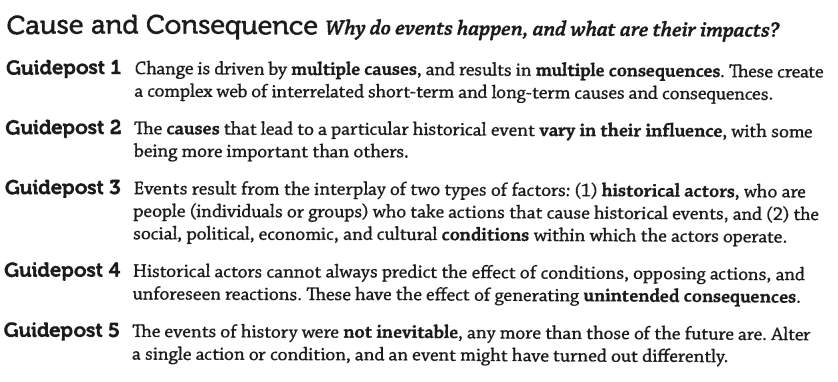 Cause and Consequence Why do events happen, and what are their impacts?
Guidepost 1 Change is driven by multiple causes, and results in multiple consequences. These create
a complex web of interrelated short-term and long-term causes and consequences.
Guidepost 2 The causes that lead to a particular historical event vary in their influence, with some
being more important than others.
Guidepost 3 Events result from the interplay of two types of factors: (1) historical actors, who are
people (individuals or groups) who take actions that cause historical events, and (2) the
social, political, economic, and cultural conditions within which the actors operate.
Guidepost 4 Historical actors cannot always predict the effect of conditions, opposing actions, and
unforeseen reactions. These have the effect of generating unintended consequences.
Guidepost 5 The events of history were not inevitable, any more than those of the future are. Alter
a single action or condition, and an event might have turned out differently.